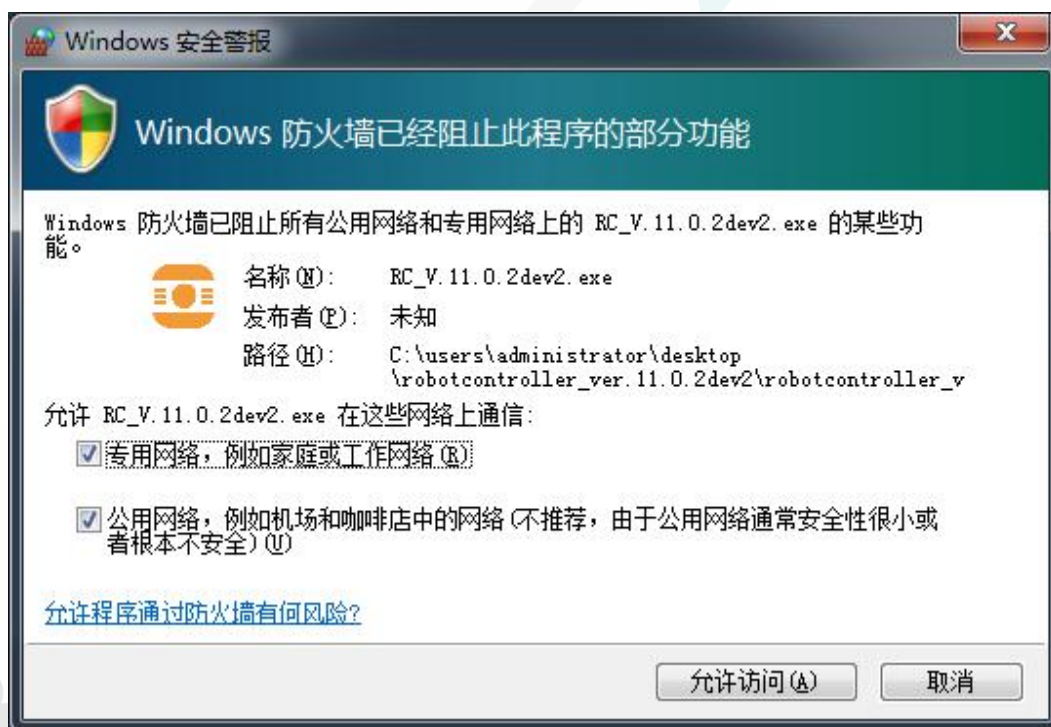 Windows 安全警报
Windows 防火墙已经阻止此程序的部分功能
Windows 防火墙已阻止所有公用网络和专用网络上的 RC_V.11.0.2dev2.exe 的某些功
能。
名称(N): RC_V.11.0.2dev2.exe
发布者(P): 未知
路径(H): C:\users\administrator\desktop
\robotcontroller_ver.11.0.2dev2\robotcontroller_v
允许 RC_V.11.0.2dev2.exe 在这些网络上通信:
专用网络，例如家庭或工作网络(R)
公用网络，例如机场和咖啡店中的网络(不推荐，由于公用网络通常安全性很小或
者根本不安全)(U)
允许程序通过防火墙有何风险?
允许访问(A) 取消